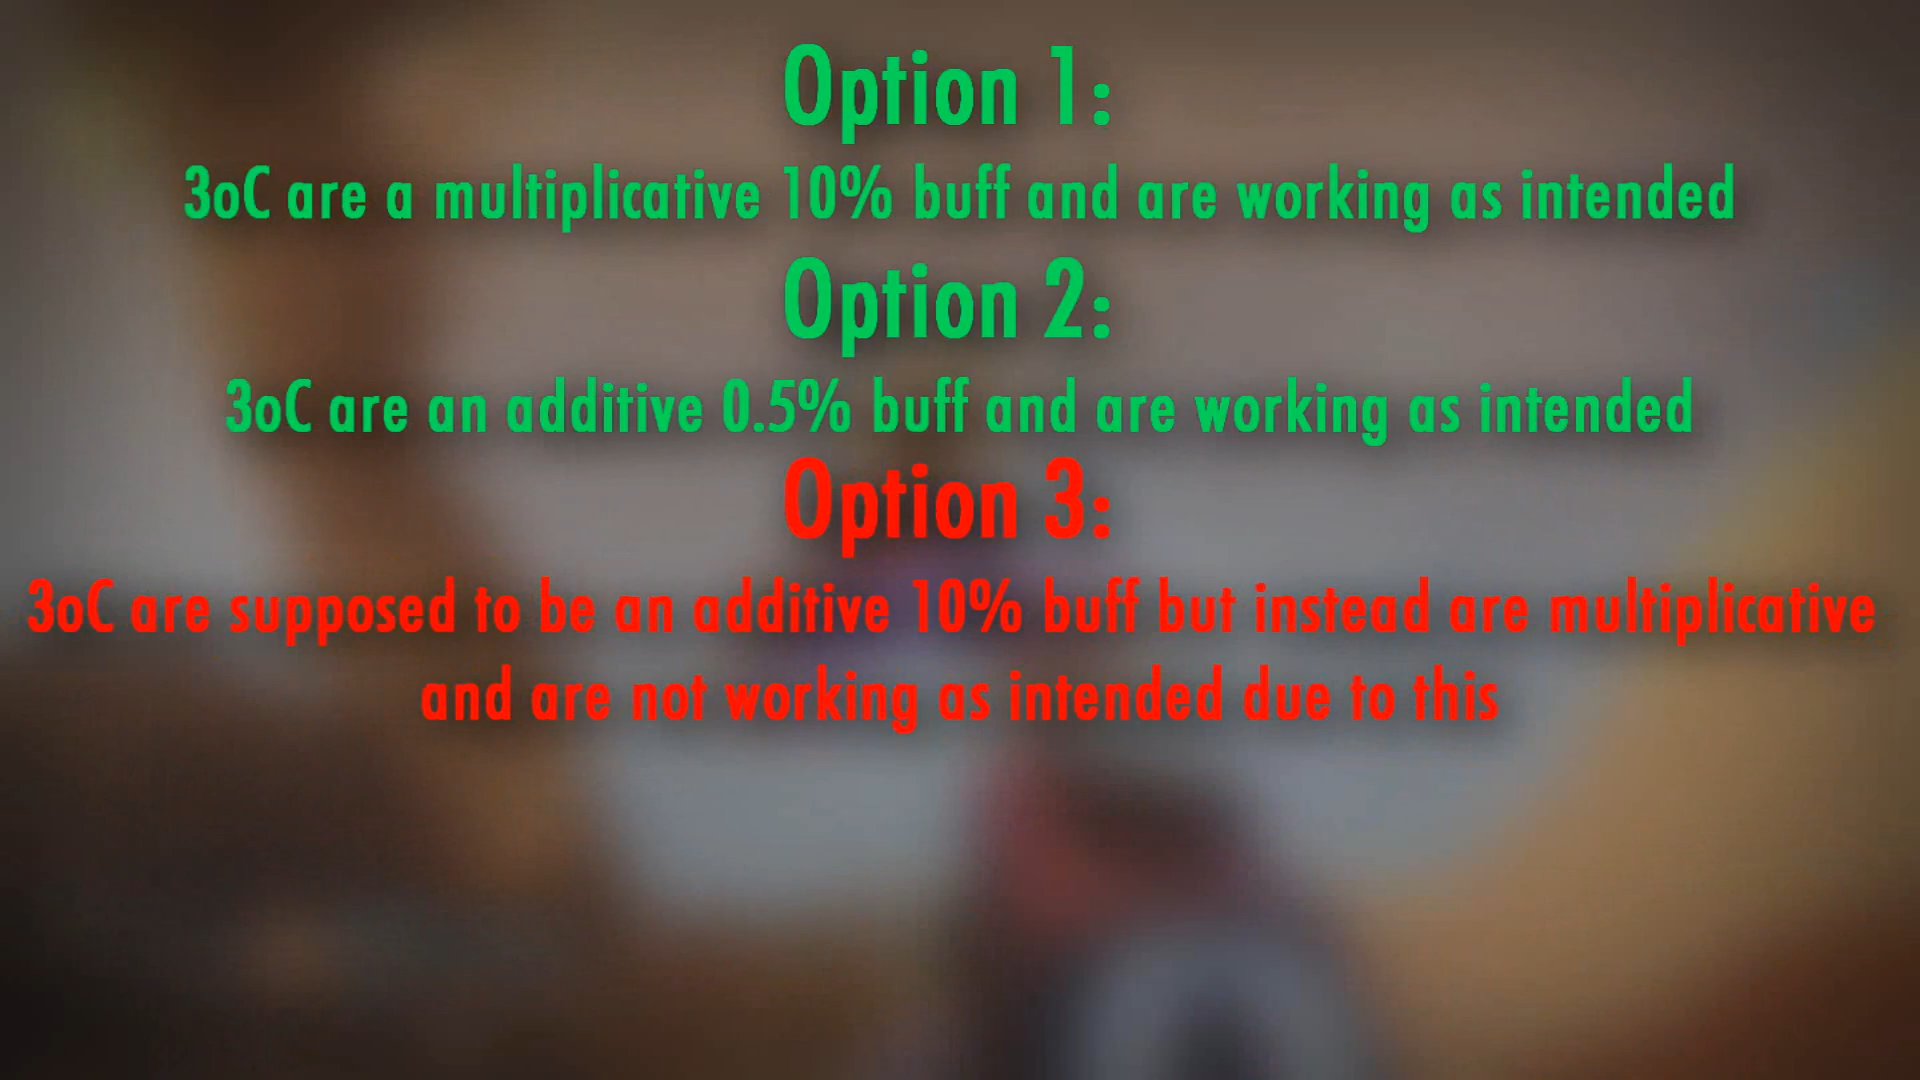 Option 1:
3oC are a multiplicative 10% buff and are working as intended
Option 2:
3oC are an additive 0.5% buff and are working as intended
Option 3:
3oC are supposed to be an additive 10% buff but instead are multiplicative
and are not working as intended due to this